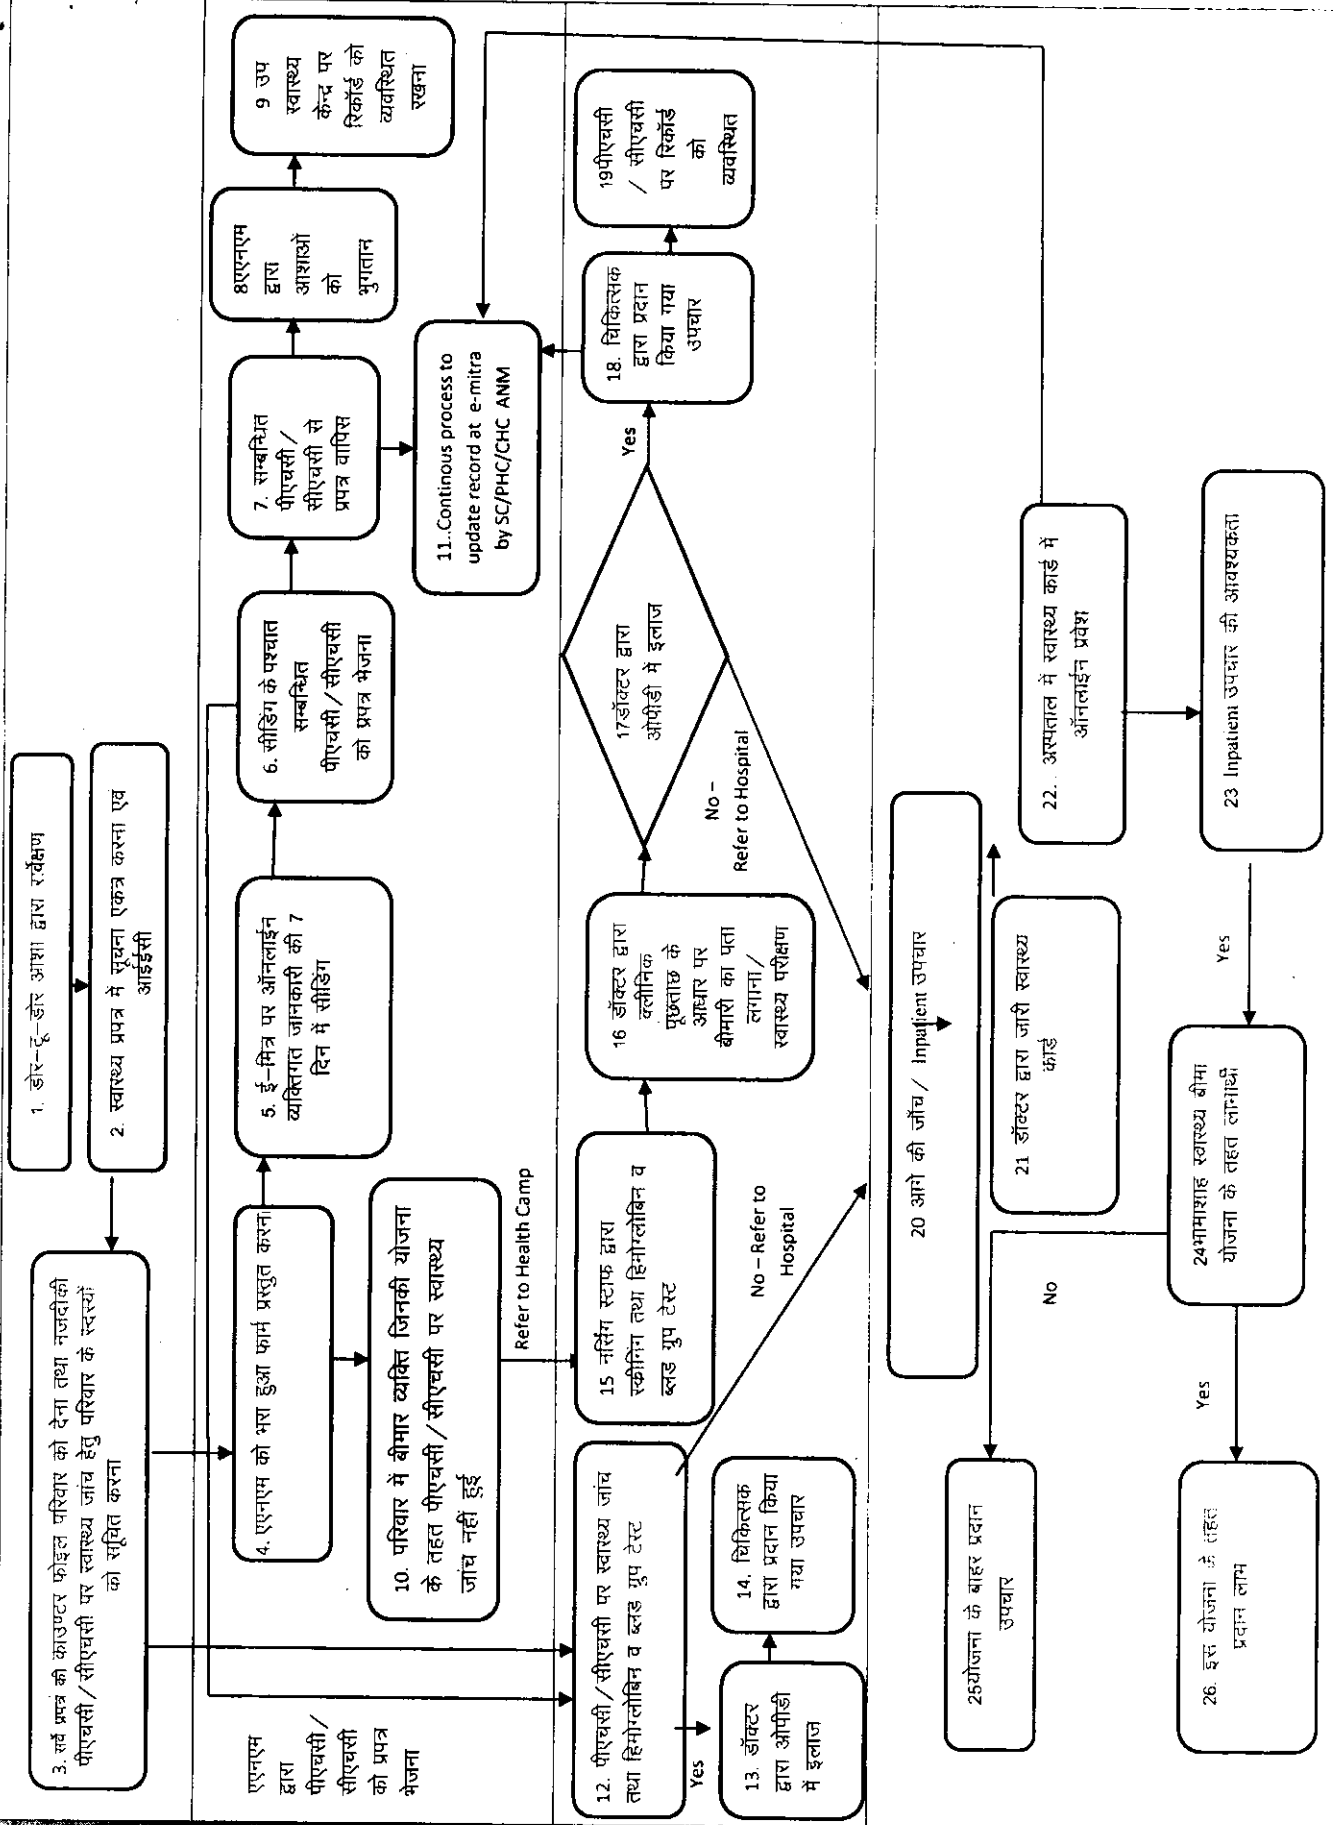 1. डोर–टू–डोर आशा द्वारा सर्वेक्षण
2. स्वास्थ्य प्रपत्र में सूचना एकत्र करना एवं
आईईसी
3. सर्वे प्रपत्र की काउण्टर फोइल परिवार को देना तथा नजदीकी
पीएचसी/सीएचसी पर स्वास्थ्य जांच हेतु परिवार के सदस्यों
को सूचित करना
4. एएनएम को भरा हुआ फार्म प्रस्तुत करना
5. ई–मित्र पर ऑनलाईन
व्यक्तिगत जानकारी की 7
दिन में सीडिंग
6. सीडिंग के पश्चात
सम्बन्धित
पीएचसी/सीएचसी
को प्रपत्र भेजना
7. सम्बन्धित
पीएचसी/
सीएचसी से
प्रपत्र वापिस
8एएनएम
द्वारा
आशाओं
को
भुगतान
9 उप
स्वास्थ्य
केन्द्र पर
रिकॉर्ड को
व्यवस्थित
रखना
10. परिवार में बीमार व्यक्ति जिनकी योजना
के तहत पीएचसी/सीएचसी पर स्वास्थ्य
जांच नहीं हुई
11..Continous process to
update record at e-mitra
by SC/PHC/CHC ANM
एएनएम
द्वारा
पीएचसी/
सीएचसी
को प्रपत्र
भेजना
Refer to Health Camp
12. पीएचसी/सीएचसी पर स्वास्थ्य जांच
तथा हिमोग्लोबिन व ब्लड ग्रुप टेस्ट
Yes
13. डॉक्टर
द्वारा ओपीडी
में इलाज
14. चिकित्सक
द्वारा प्रदान किया
गया उपचार
No – Refer to
Hospital
15 नर्सिंग स्टाफ द्वारा
स्कीनिंग तथा हिमोग्लोबिन व
ब्लड ग्रुप टेस्ट
16 डॉक्टर द्वारा
क्लीनिक
पूछताछ के
आधार पर
बीमारी का पता
लगाना/
स्वास्थ्य परीक्षण
17डॉक्टर द्वारा
ओपीडी में इलाज
Yes
No –
Refer to Hospital
18. चिकित्सक
द्वारा प्रदान
किया गया
उपचार
19पीएचसी
/ सीएचसी
पर रिकॉर्ड
को
व्यवस्थित
20 आगे की जॉच/ Inpatient उपचार
21 डॉक्टर द्वारा जारी स्वास्थ्य
कार्ड
22.. अस्पताल में स्वास्थ्य कार्ड में
ऑनलाईन प्रवेश
23 Inpatient उपचार की आवश्यकता
Yes
24भामाशाह स्वास्थ्य बीमा
योजना के तहत लाभार्थी
No
Yes
25योजना के बाहर प्रदान
उपचार
26. इस योजना के तहत
प्रदान लाभ